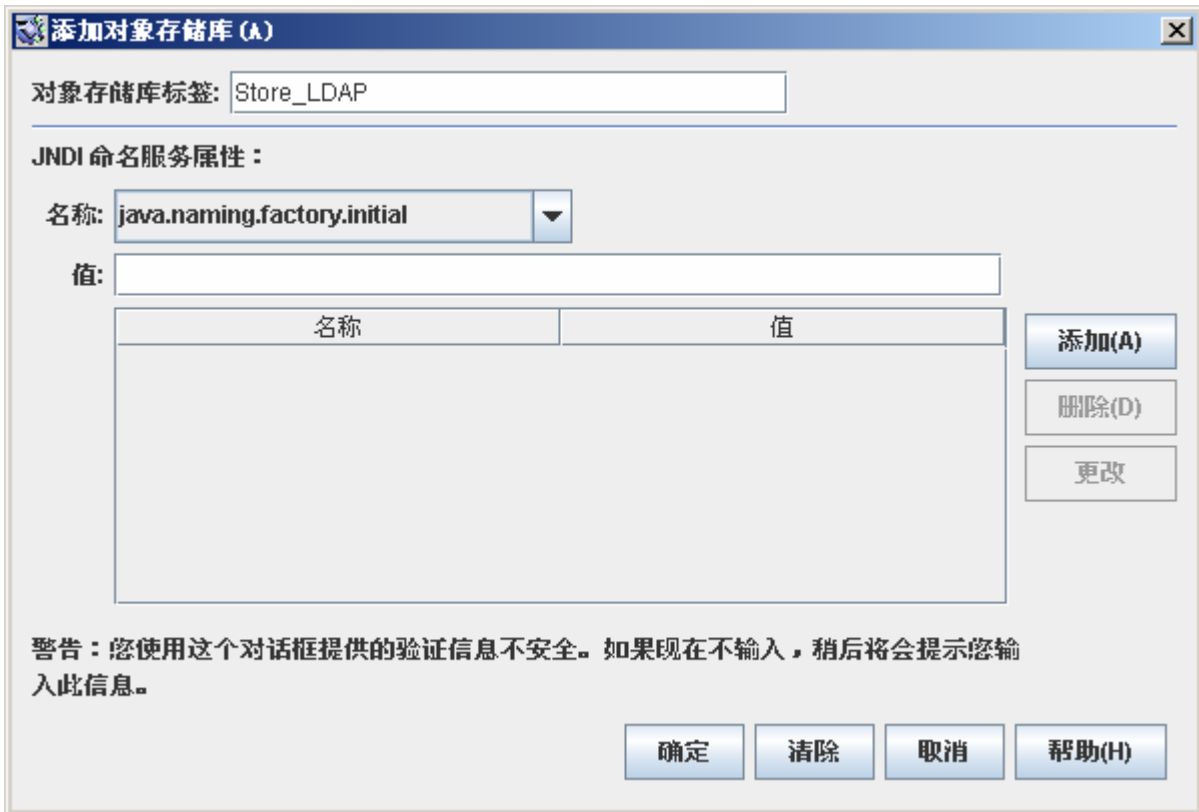 添加对象存储库(A)
对象存储库标签: Store_LDAP
JNDI 命名服务属性：
名称: java.naming.factory.initial
值:
名称 值
添加(A)
删除(D)
更改
警告：您使用这个对话框提供的验证信息不安全。如果现在不输入，稍后将会提示您输
入此信息。
确定 清除 取消 帮助(H)